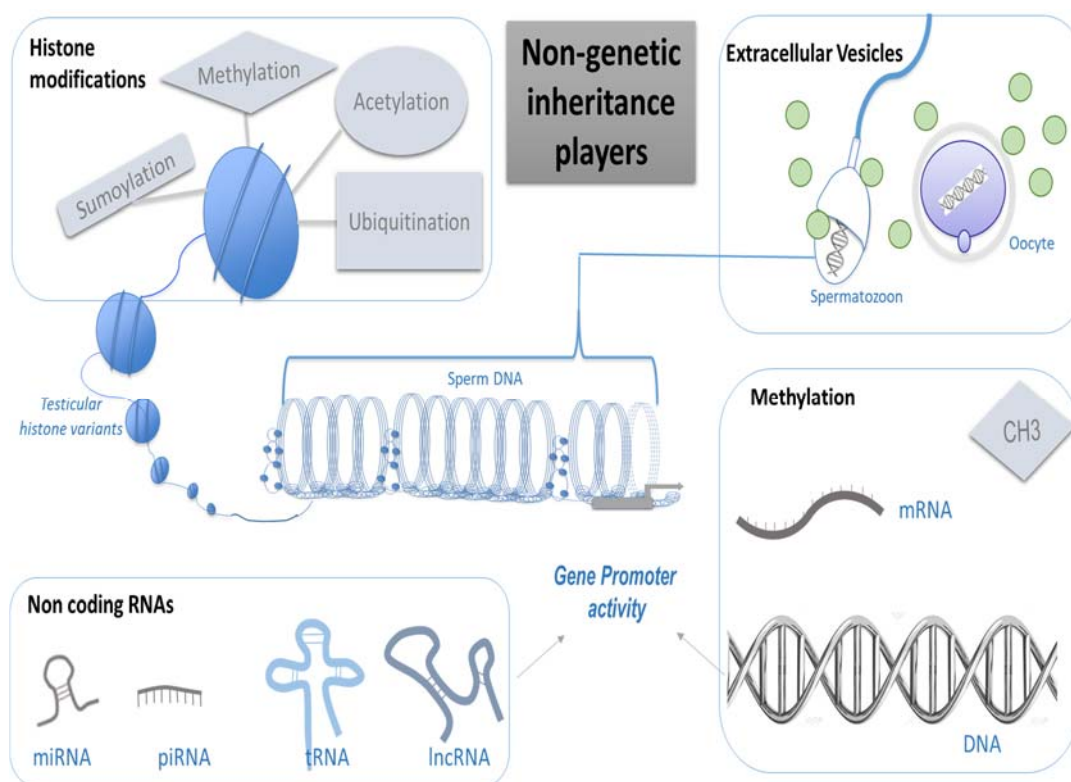 Non-genetic
inheritance
players
Histone
modifications
Methylation
Acetylation
Sumoylation
Ubiquitination
Extracellular Vesicles
Oocyte
Spermatozoon
Testicular
histone variants
Sperm DNA
Methylation
CH3
mRNA
DNA
Gene Promoter
activity
Non coding RNAs
miRNA
piRNA
tRNA
lncRNA